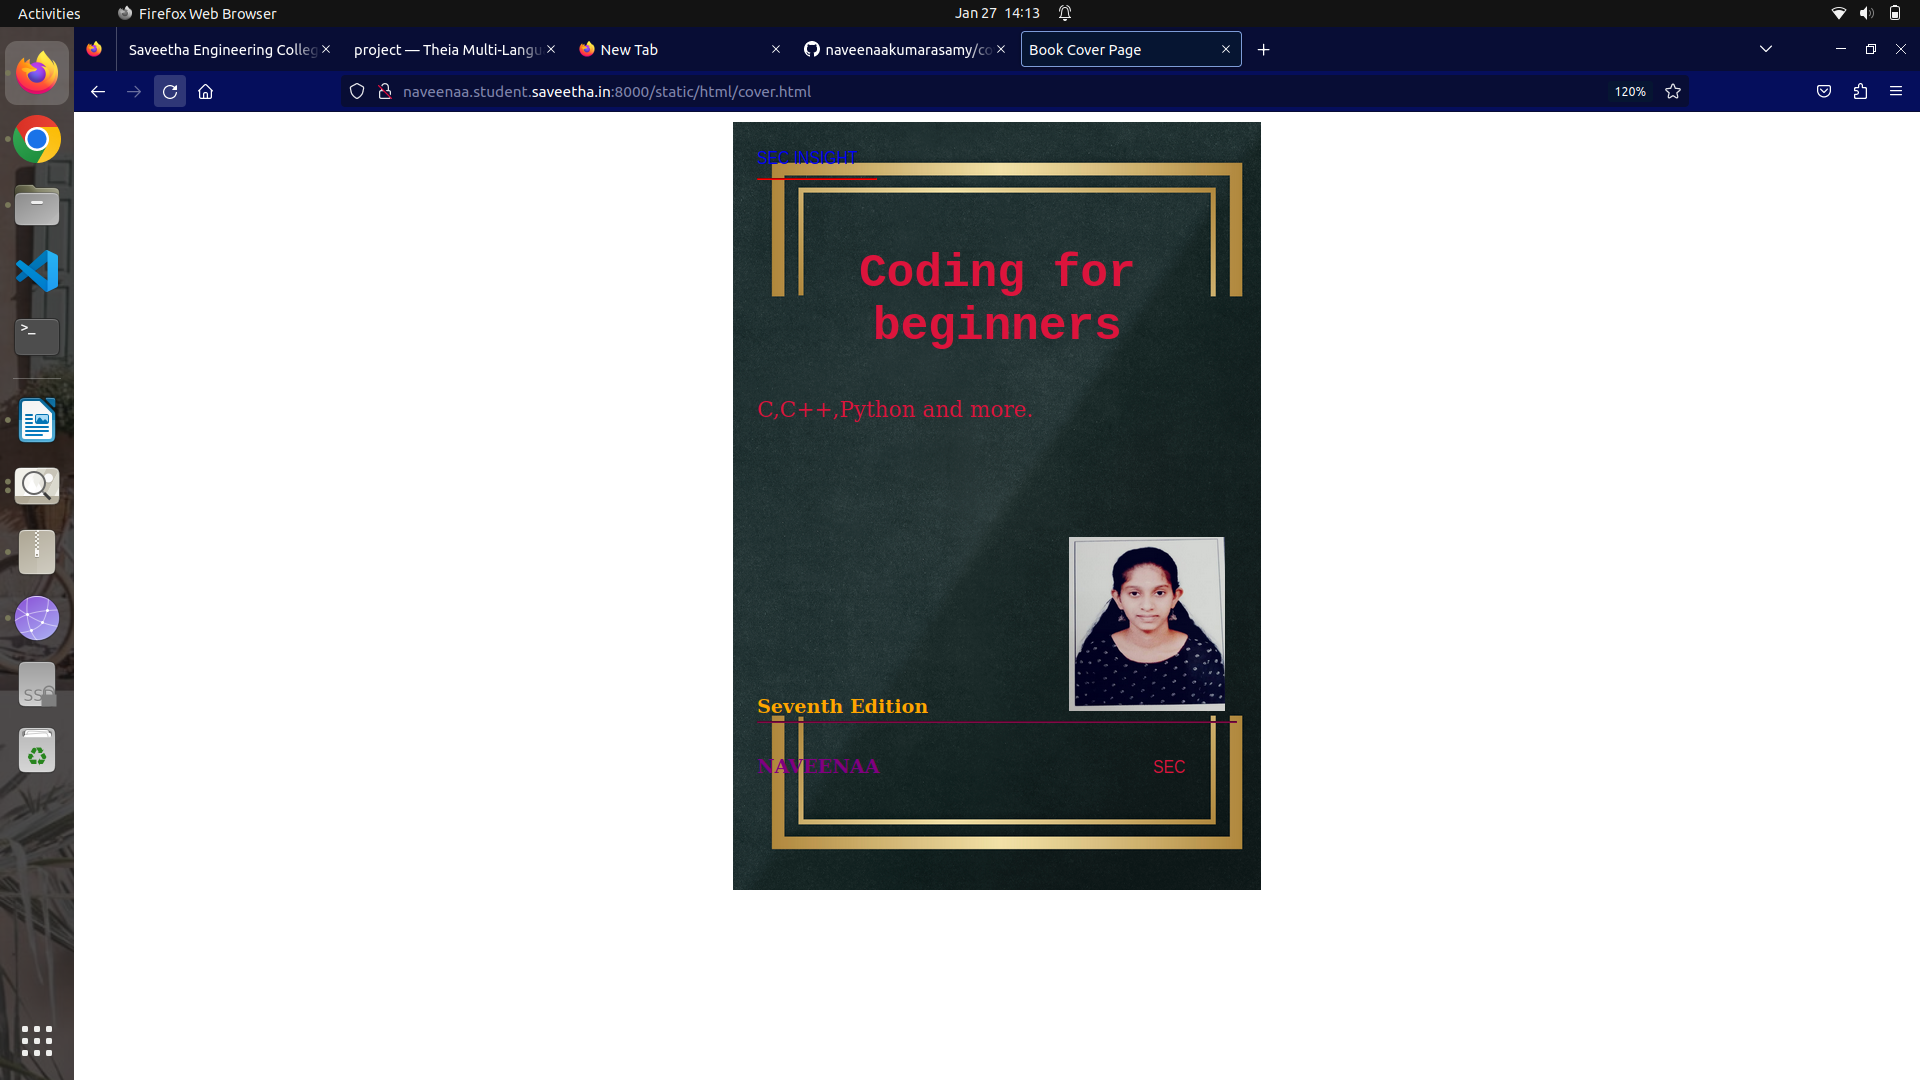 Activities
Firefox Web Browser
Jan 27 14:13
Saveetha Engineering Colleg
project — Theia Multi-Langu
New Tab
naveenaakumarasamy/co
Book Cover Page
naveenaa.student.saveetha.in:8000/static/html/cover.html
120%
SEC INSIGHT
Coding for
beginners
C,C++,Python and more.
Seventh Edition
NAVEENAA
SEC
>_
SS